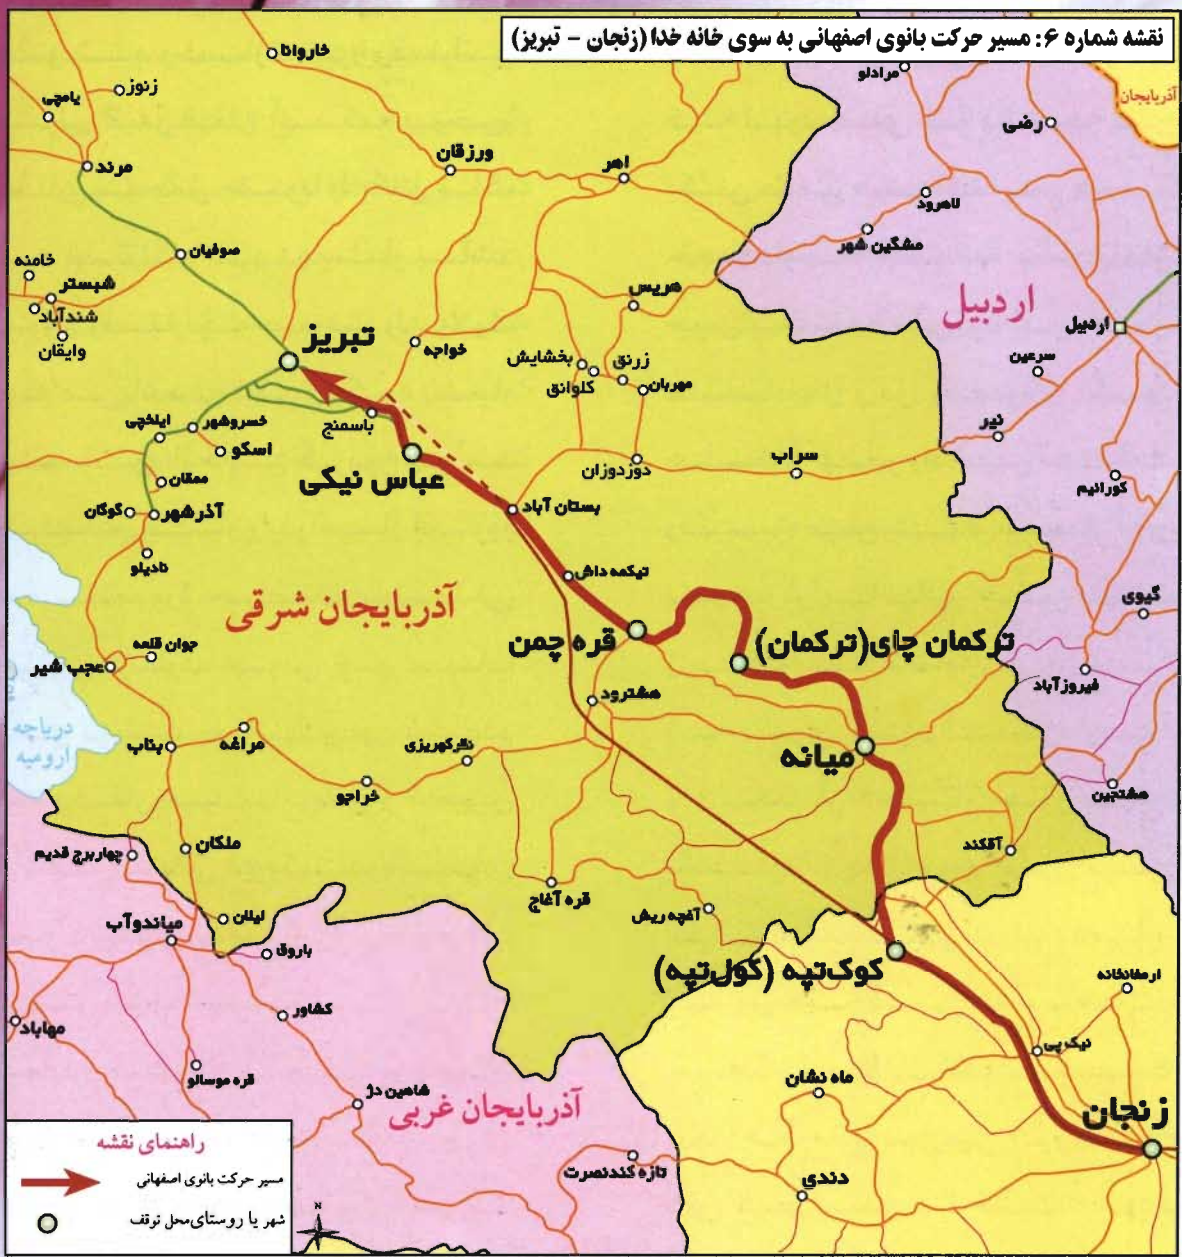 نقشه شماره ۶: مسیر حرکت بانوی اصفهانی به سوی خانه خدا (زنجان - تبریز)
خاروانا
مرادلو
آذربایجان
زنوز
یامچی
رضی
مرند
ورزقان
اهر
لاهرود
مشگین شهر
صوفیان
خامنه
شبستر
شندآباد
وایقان
هریس
اردبیل
اردبیل
تبریز
خواجه
بخشایش
زرنق
کلوانق
مهربان
سرعین
نیر
باسمنج
خسروشهر
ایلخچی
اسکو
عباس نیکی
دوزدوزان
سراب
کورائیم
ممقان
گوگان
آذرشهر
بستان آباد
نادیلو
تیکمه داش
گیوی
آذربایجان شرقی
قره چمن
ترکمان چای(ترکمان)
جوان قلعه
عجب شیر
فیروزآباد
هشترود
دریاچه
ارومیه
بناب
مراغه
نظرکهریزی
میانه
خراجو
هشتجین
ملکان
چهاربرج قدیم
آقکند
قره آغاج
آغچه ریش
لیلان
میاندوآب
باروق
کوک‌تپه (کول‌تپه)
ارمغانخانه
کشاور
مهاباد
نیک پی
قره موسالو
شاهین دژ
ماه نشان
آذربایجان غربی
زنجان
تازه کندنصرت
دندی
راهنمای نقشه
مسیر حرکت بانوی اصفهانی
شهر یا روستای‌محل توقف
N